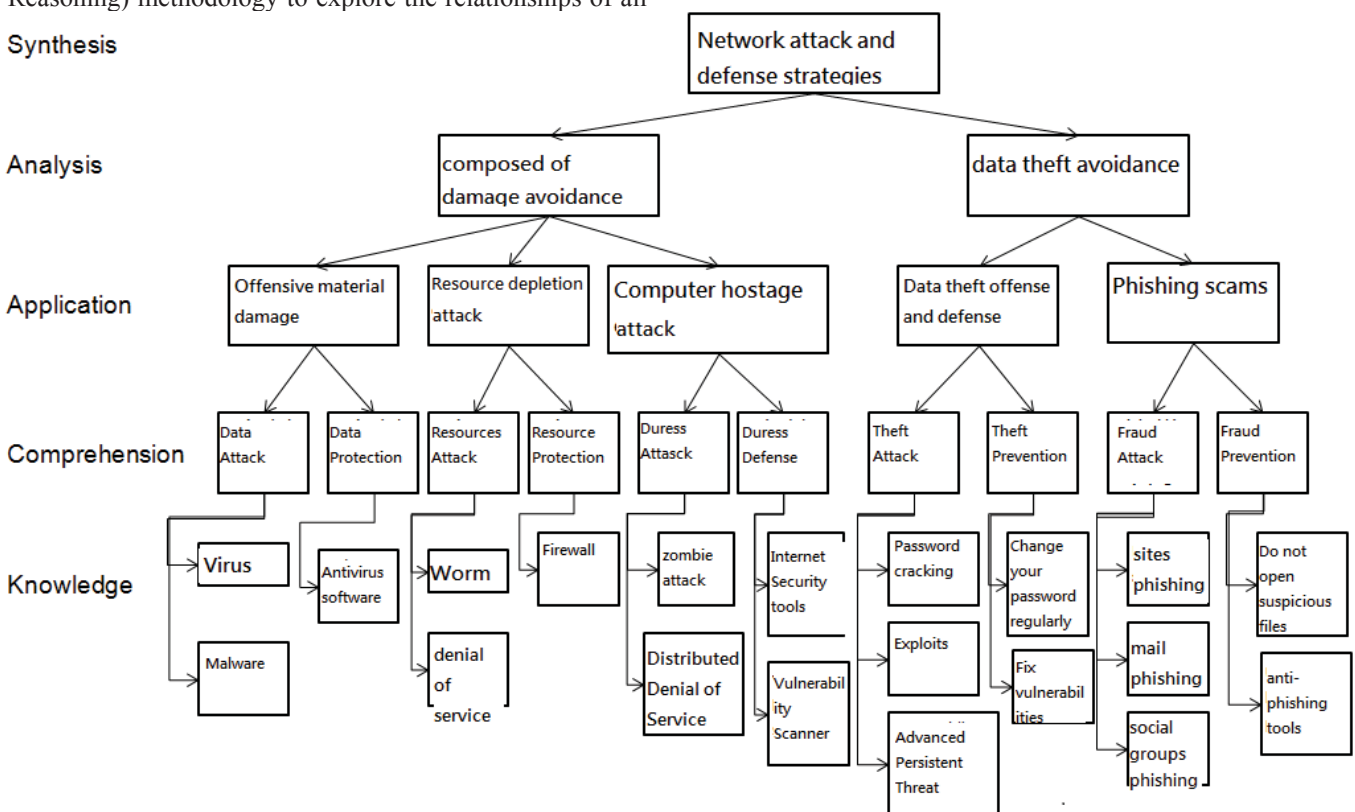 Reasoning) methodology to explore the relationships of all
Synthesis
Network attack and
defense strategies
Analysis
composed of
damage avoidance
data theft avoidance
Application
Offensive material
damage
Resource depletion
attack
Computer hostage
attack
Data theft offense
and defense
Phishing scams
Comprehension
Data
Attack
Data
Protection
Resources
Attack
Resource
Protection
Duress
Attasck
Duress
Defense
Theft
Attack
Theft
Prevention
Fraud
Attack
Fraud
Prevention
Knowledge
Virus
Antivirus
software
Worm
Firewall
zombie
attack
Internet
Security
tools
Password
cracking
Change
your
password
regularly
sites
phishing
Do not
open
suspicious
files
Malware
denial
of
service
Distributed
Denial of
Service
Vulnerabil
ity
Scanner
Exploits
Fix
vulnerabil
ities
mail
phishing
anti-
phishing
tools
Advanced
Persistent
Threat
social
groups
phishing